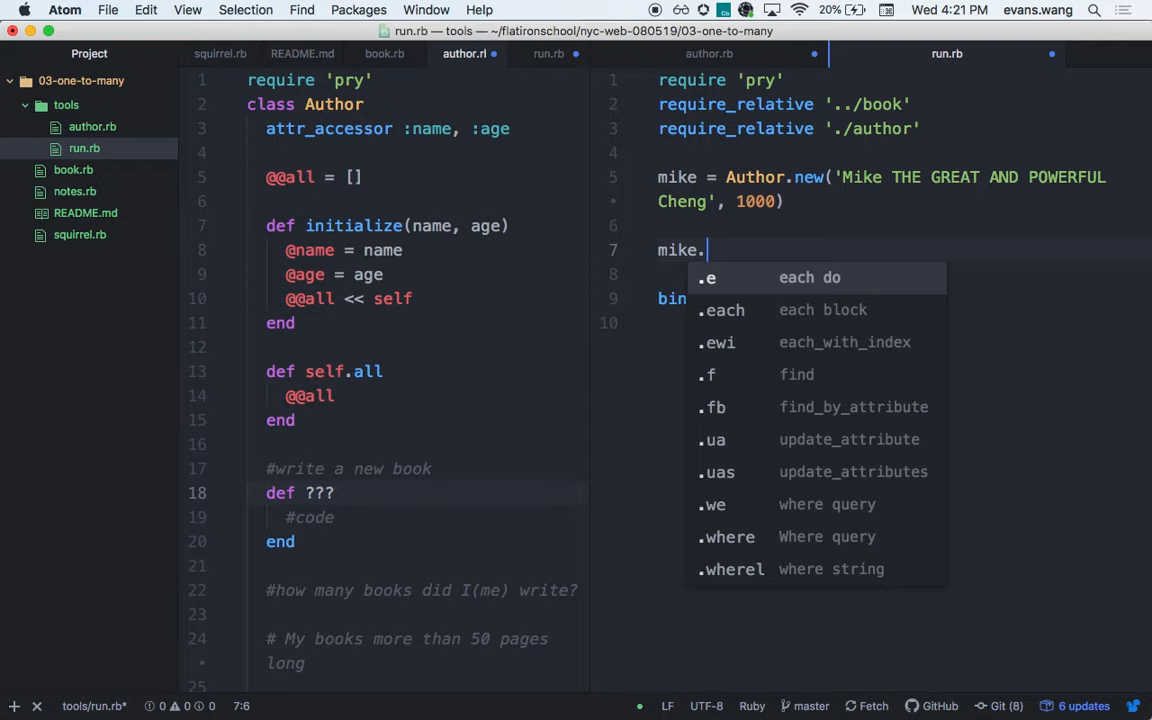 Atom File Edit View Selection Find Packages Window Help 20% Wed 4:21 PM evans.wang
run.rb — tools — ~/flatironschool/nyc-web-080519/03-one-to-many
Project
03-one-to-many
tools
author.rb
run.rb
book.rb
notes.rb
README.md
squirrel.rb
squirrel.rb README.md book.rb author.rl run.rb
1 require 'pry'
2 class Author
3 attr_accessor :name, :age
4
5 @@all = []
6
7 def initialize(name, age)
8 @name = name
9 @age = age
10 @@all << self
11 end
12
13 def self.all
14 @@all
15 end
16
17 #write a new book
18 def ???
19 #code
20 end
21
22 #how many books did I(me) write?
23
24 # My books more than 50 pages
• long
25
author.rb run.rb
1 require 'pry'
2 require_relative '../book'
3 require_relative './author'
4
5 mike = Author.new('Mike THE GREAT AND POWERFUL
• Cheng', 1000)
6
7 mike.
8
9 bin
10
.e each do
.each each block
.ewi each_with_index
.f find
.fb find_by_attribute
.ua update_attribute
.uas update_attributes
.we where query
.where Where query
.wherel where string
tools/run.rb* 0 0 0 7:6 LF UTF-8 Ruby master Fetch GitHub Git (8) 6 updates